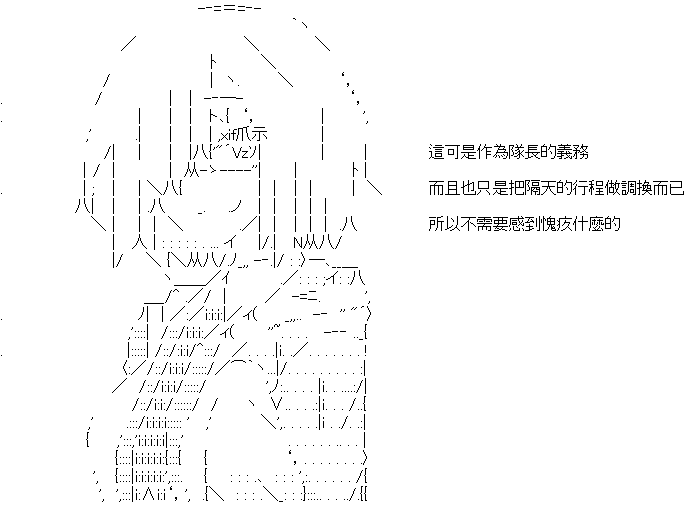 這可是作為隊長的義務
而且也只是把隔天的行程做調換而已
所以不需要感到愧疚什麼的